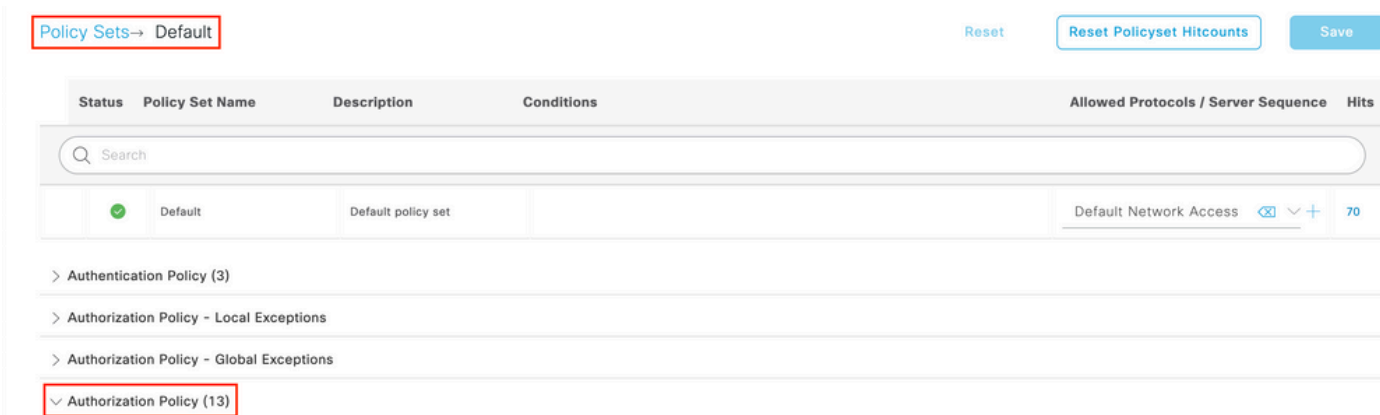 Policy Sets→ Default Reset Reset Policyset Hitcounts Save
Status Policy Set Name Description Conditions Allowed Protocols / Server Sequence Hits
Search
Default Default policy set Default Network Access 70
Authentication Policy (3)
Authorization Policy - Local Exceptions
Authorization Policy - Global Exceptions
Authorization Policy (13)